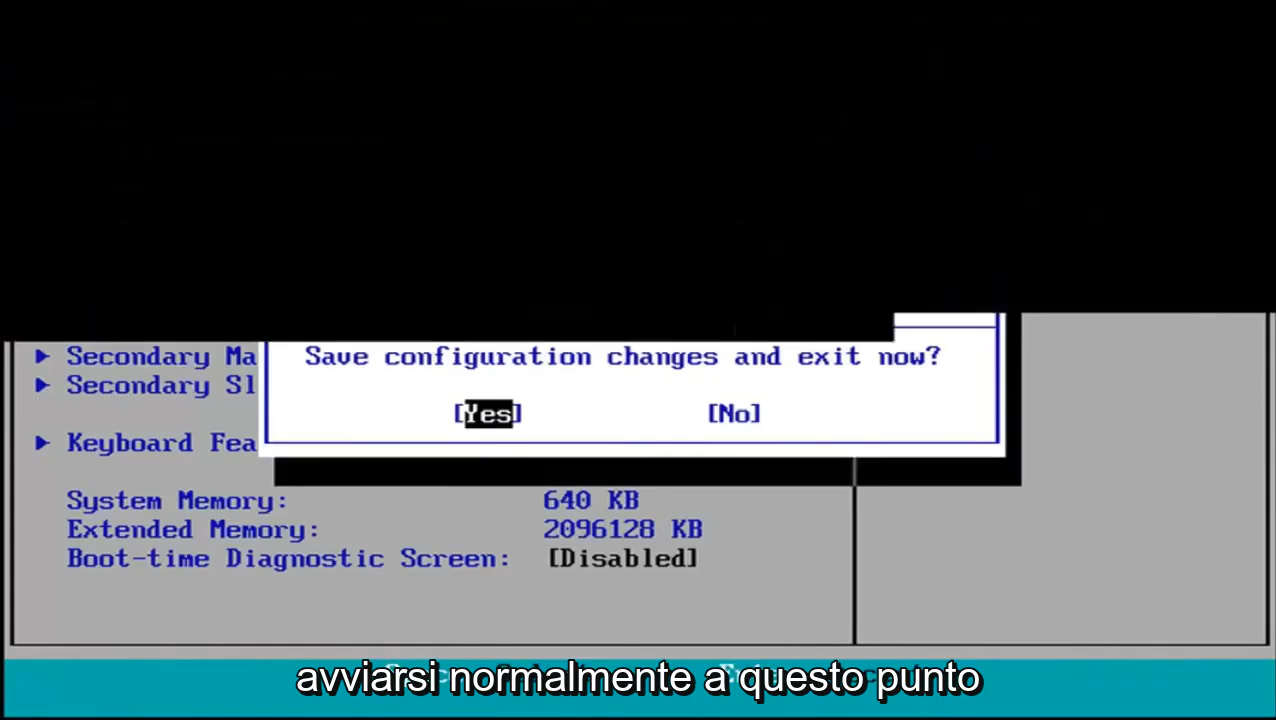 Secondary Ma
Save configuration changes and exit now?
Secondary Sl
[Yes] [No]
Keyboard Fea
System Memory: 640 KB
Extended Memory: 2096128 KB
Boot-time Diagnostic Screen: [Disabled]
avviarsi normalmente a questo punto